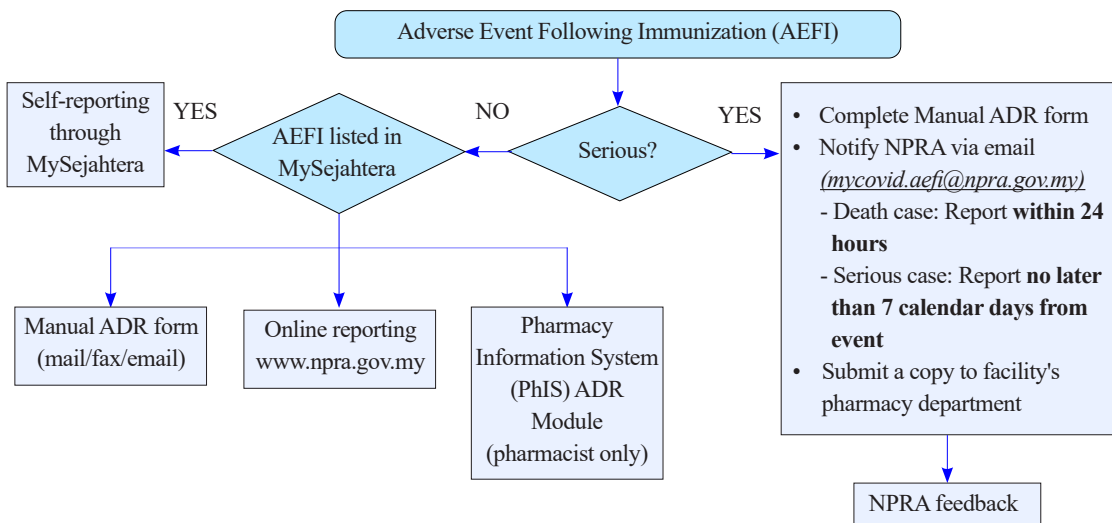 Adverse Event Following Immunization (AEFI)
Self-reporting
through
MySejahtera
YES
AEFI listed in
MySejahtera
NO
Serious?
YES
• Complete Manual ADR form
• Notify NPRA via email
(mycovid.aefi@npra.gov.my)
- Death case: Report within 24
hours
- Serious case: Report no later
than 7 calendar days from
event
• Submit a copy to facility's
pharmacy department
Manual ADR form
(mail/fax/email)
Online reporting
www.npra.gov.my
Pharmacy
Information System
(PhIS) ADR
Module
(pharmacist only)
NPRA feedback